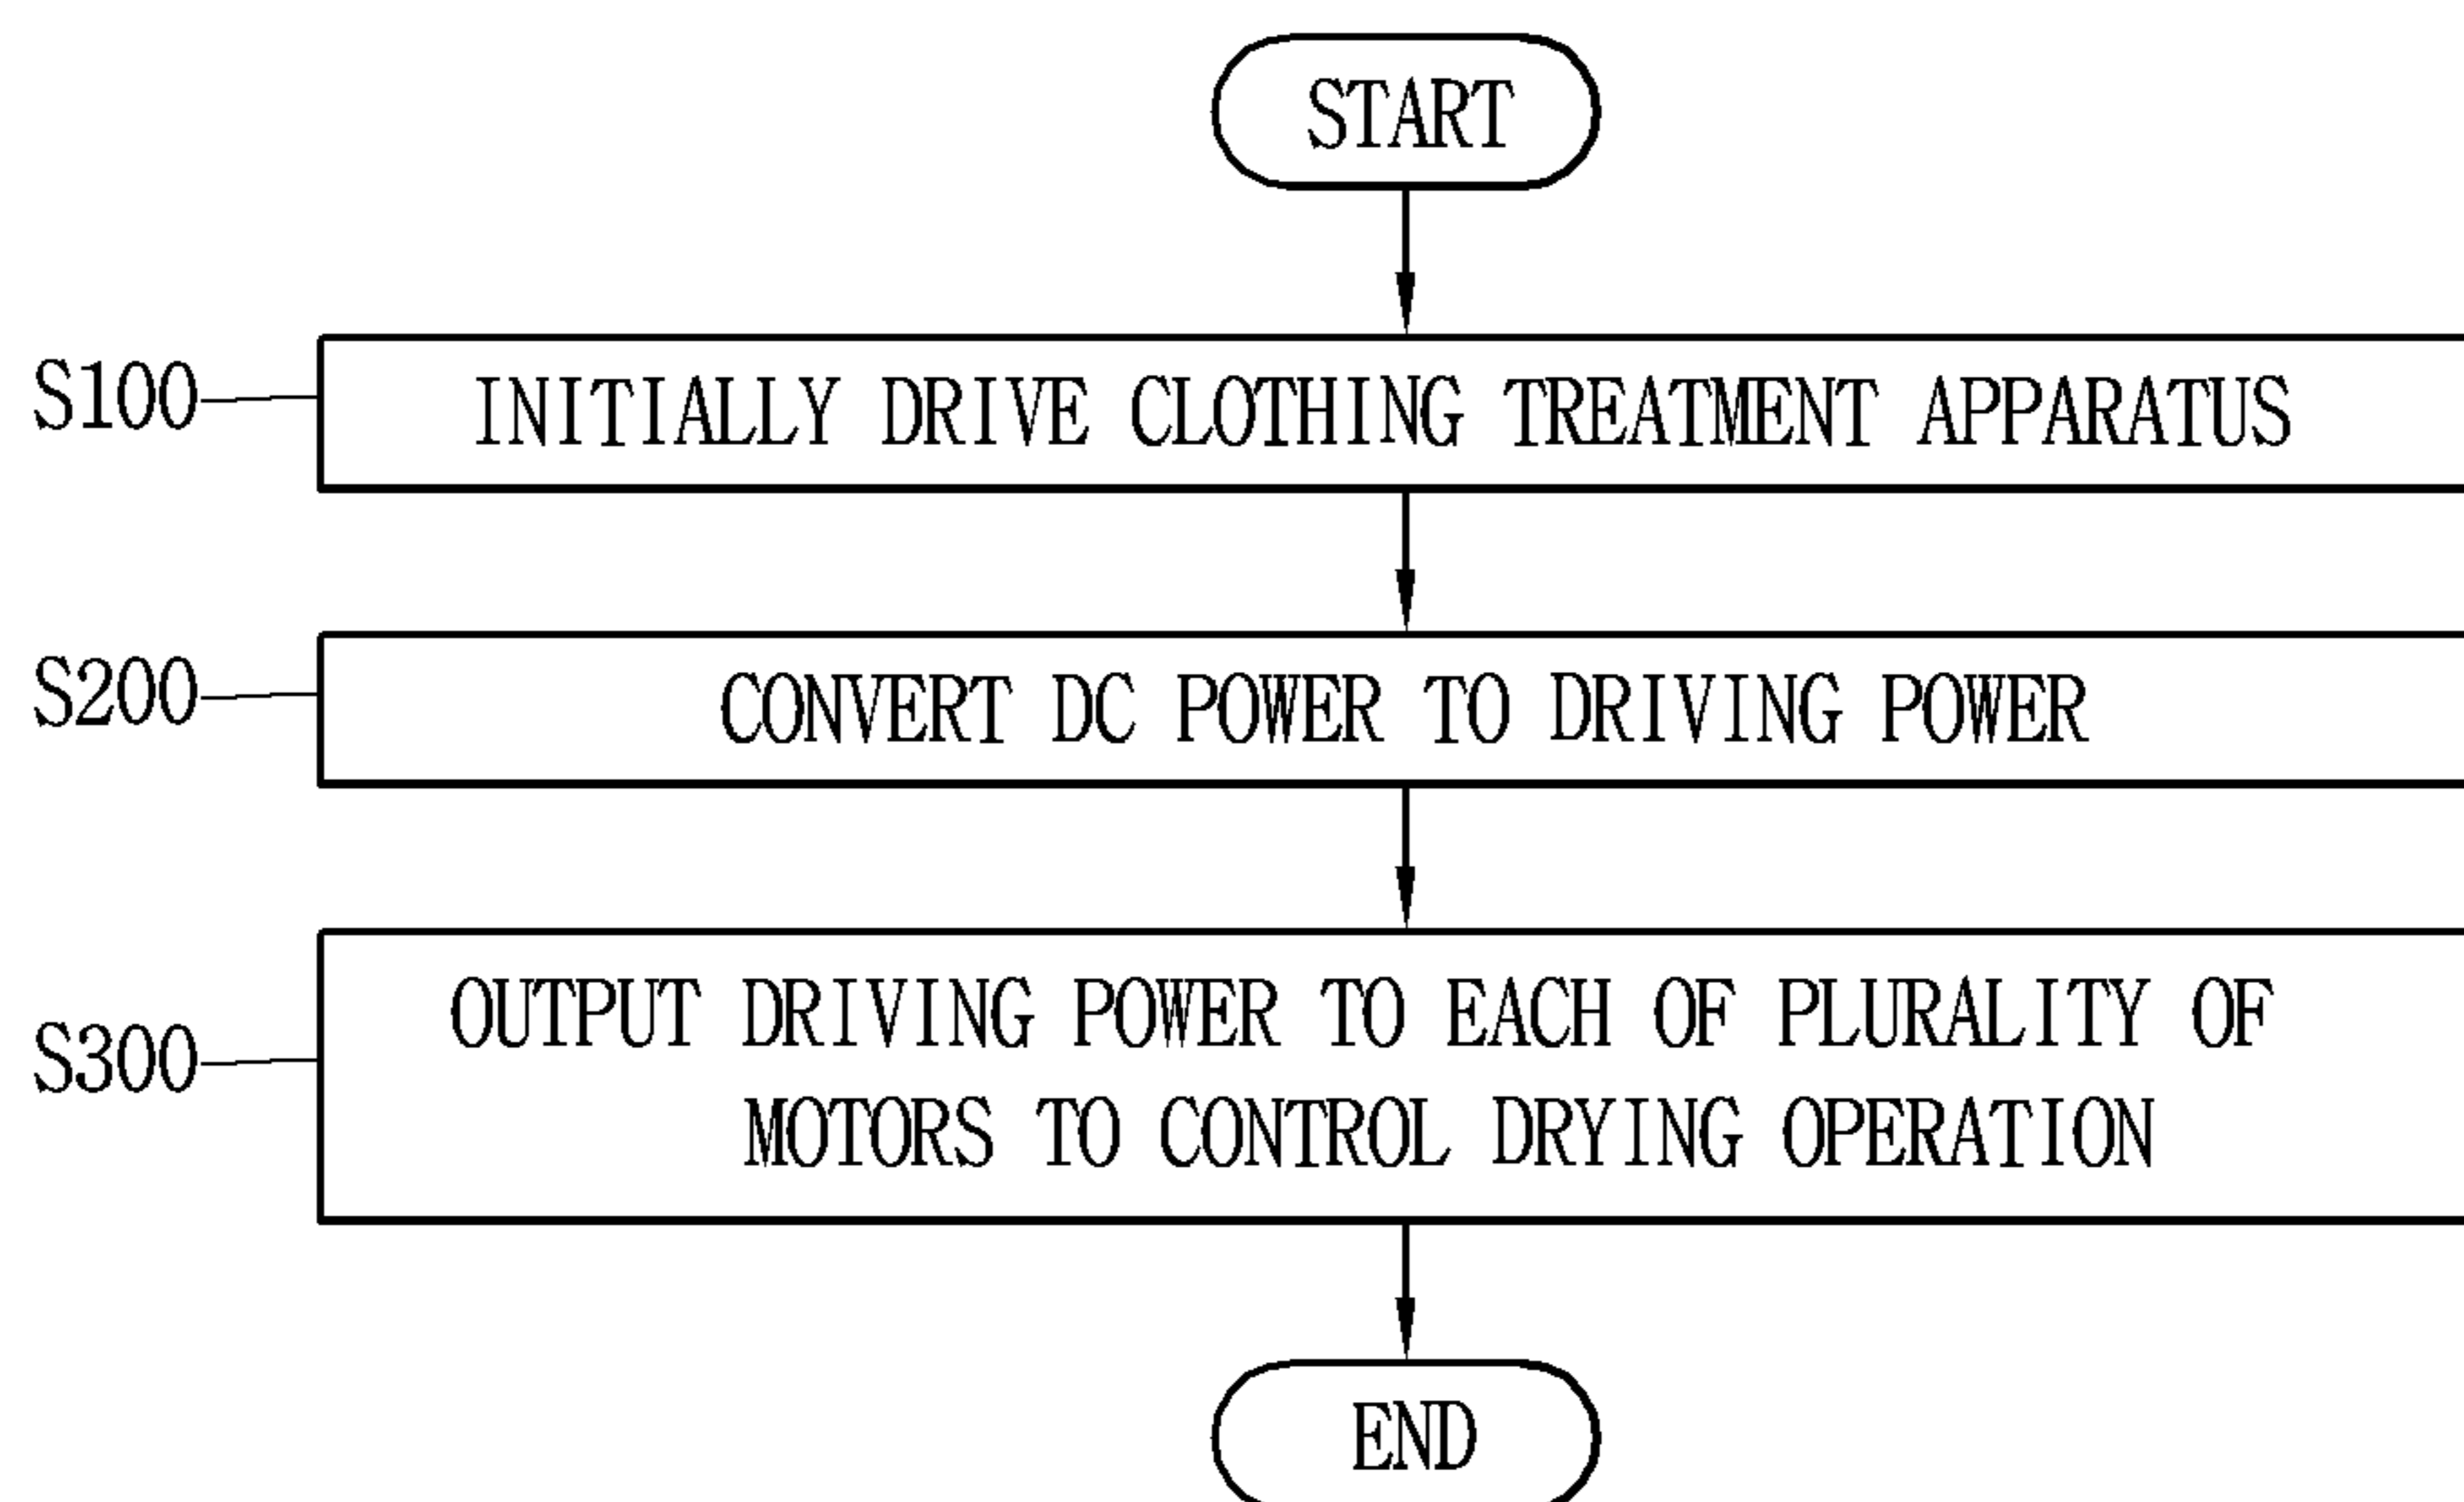 START
S100
INITIALLY DRIVE CLOTHING TREATMENT APPARATUS
S200
CONVERT DC POWER TO DRIVING POWER
S300
OUTPUT DRIVING POWER TO EACH OF PLURALITY OF
MOTORS TO CONTROL DRYING OPERATION
END